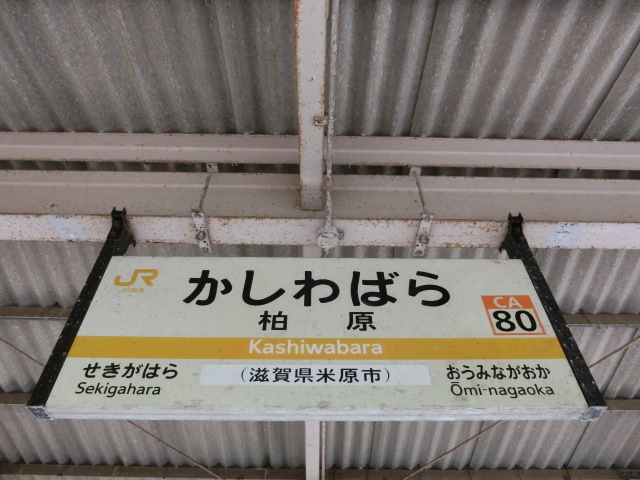 JR
かしわばら
柏原
CA
80
Kashiwabara
せきがはら
Sekigahara
(滋賀県米原市)
おうみながおか
Ōmi-nagaoka